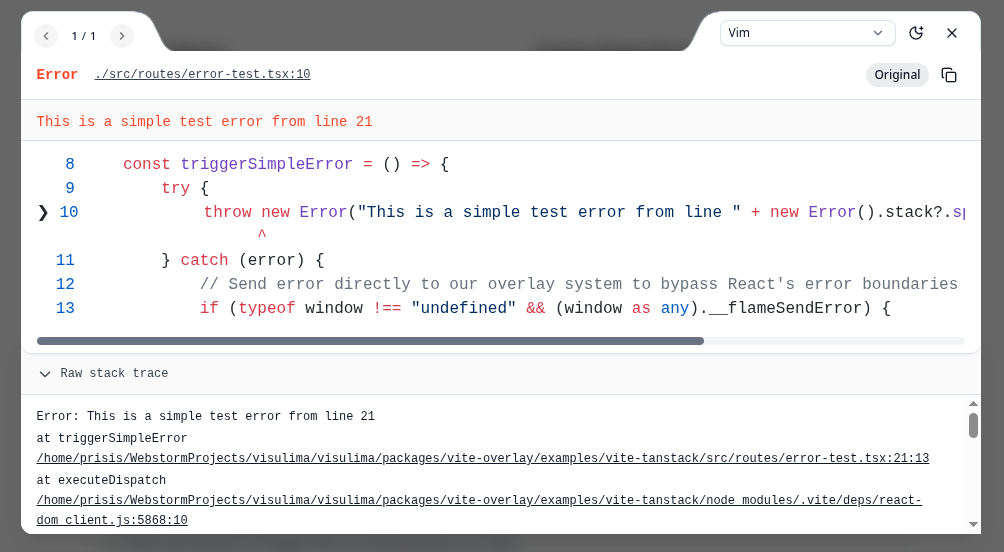 1 / 1
Vim
Error ./src/routes/error-test.tsx:10
Original
This is a simple test error from line 21
8 const triggerSimpleError = () => {
9 try {
❯ 10 throw new Error("This is a simple test error from line " + new Error().stack?.sp
^
11 } catch (error) {
12 // Send error directly to our overlay system to bypass React's error boundaries
13 if (typeof window !== "undefined" && (window as any).__flameSendError) {
Raw stack trace
Error: This is a simple test error from line 21
at triggerSimpleError
/home/prisis/WebstormProjects/visulima/visulima/packages/vite-overlay/examples/vite-tanstack/src/routes/error-test.tsx:21:13
at executeDispatch
/home/prisis/WebstormProjects/visulima/visulima/packages/vite-overlay/examples/vite-tanstack/node_modules/.vite/deps/react-
dom_client.js:5868:10